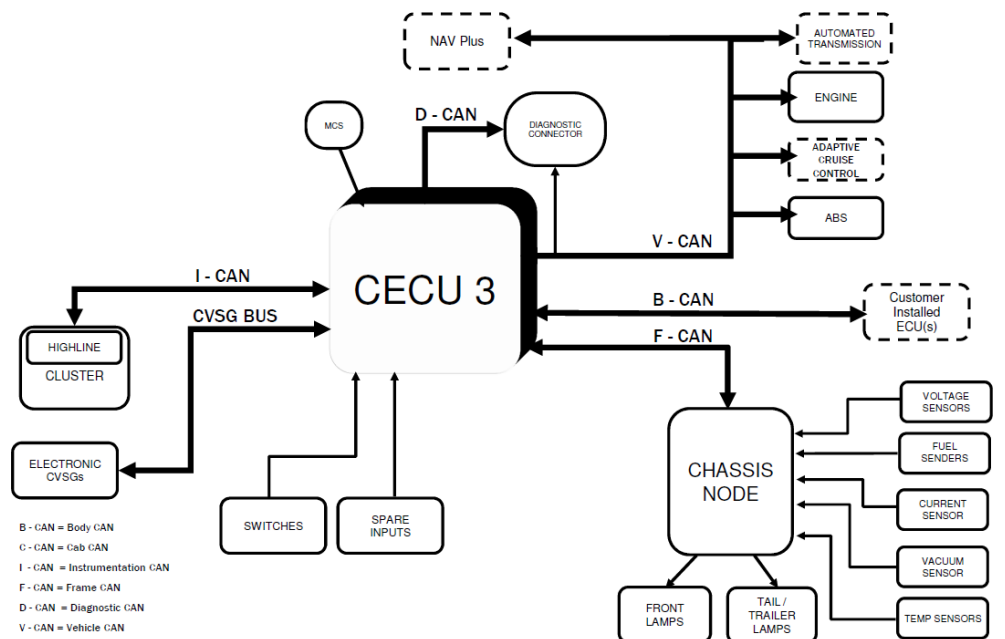 NAV Plus
AUTOMATED
TRANSMISSION
ENGINE
ADAPTIVE
CRUISE
CONTROL
ABS
MCS
D - CAN
DIAGNOSTIC
CONNECTOR
V - CAN
I - CAN
CECU 3
CVSG BUS
B - CAN
Customer
Installed
ECU(s)
F - CAN
HIGHLINE
CLUSTER
ELECTRONIC
CVSGs
SWITCHES
SPARE
INPUTS
CHASSIS
NODE
VOLTAGE
SENSORS
FUEL
SENDERS
CURRENT
SENSOR
VACUUM
SENSOR
TEMP SENSORS
FRONT
LAMPS
TAIL /
TRAILER
LAMPS
B - CAN = Body CAN
C - CAN = Cab CAN
I - CAN = Instrumentation CAN
F - CAN = Frame CAN
D - CAN = Diagnostic CAN
V - CAN = Vehicle CAN